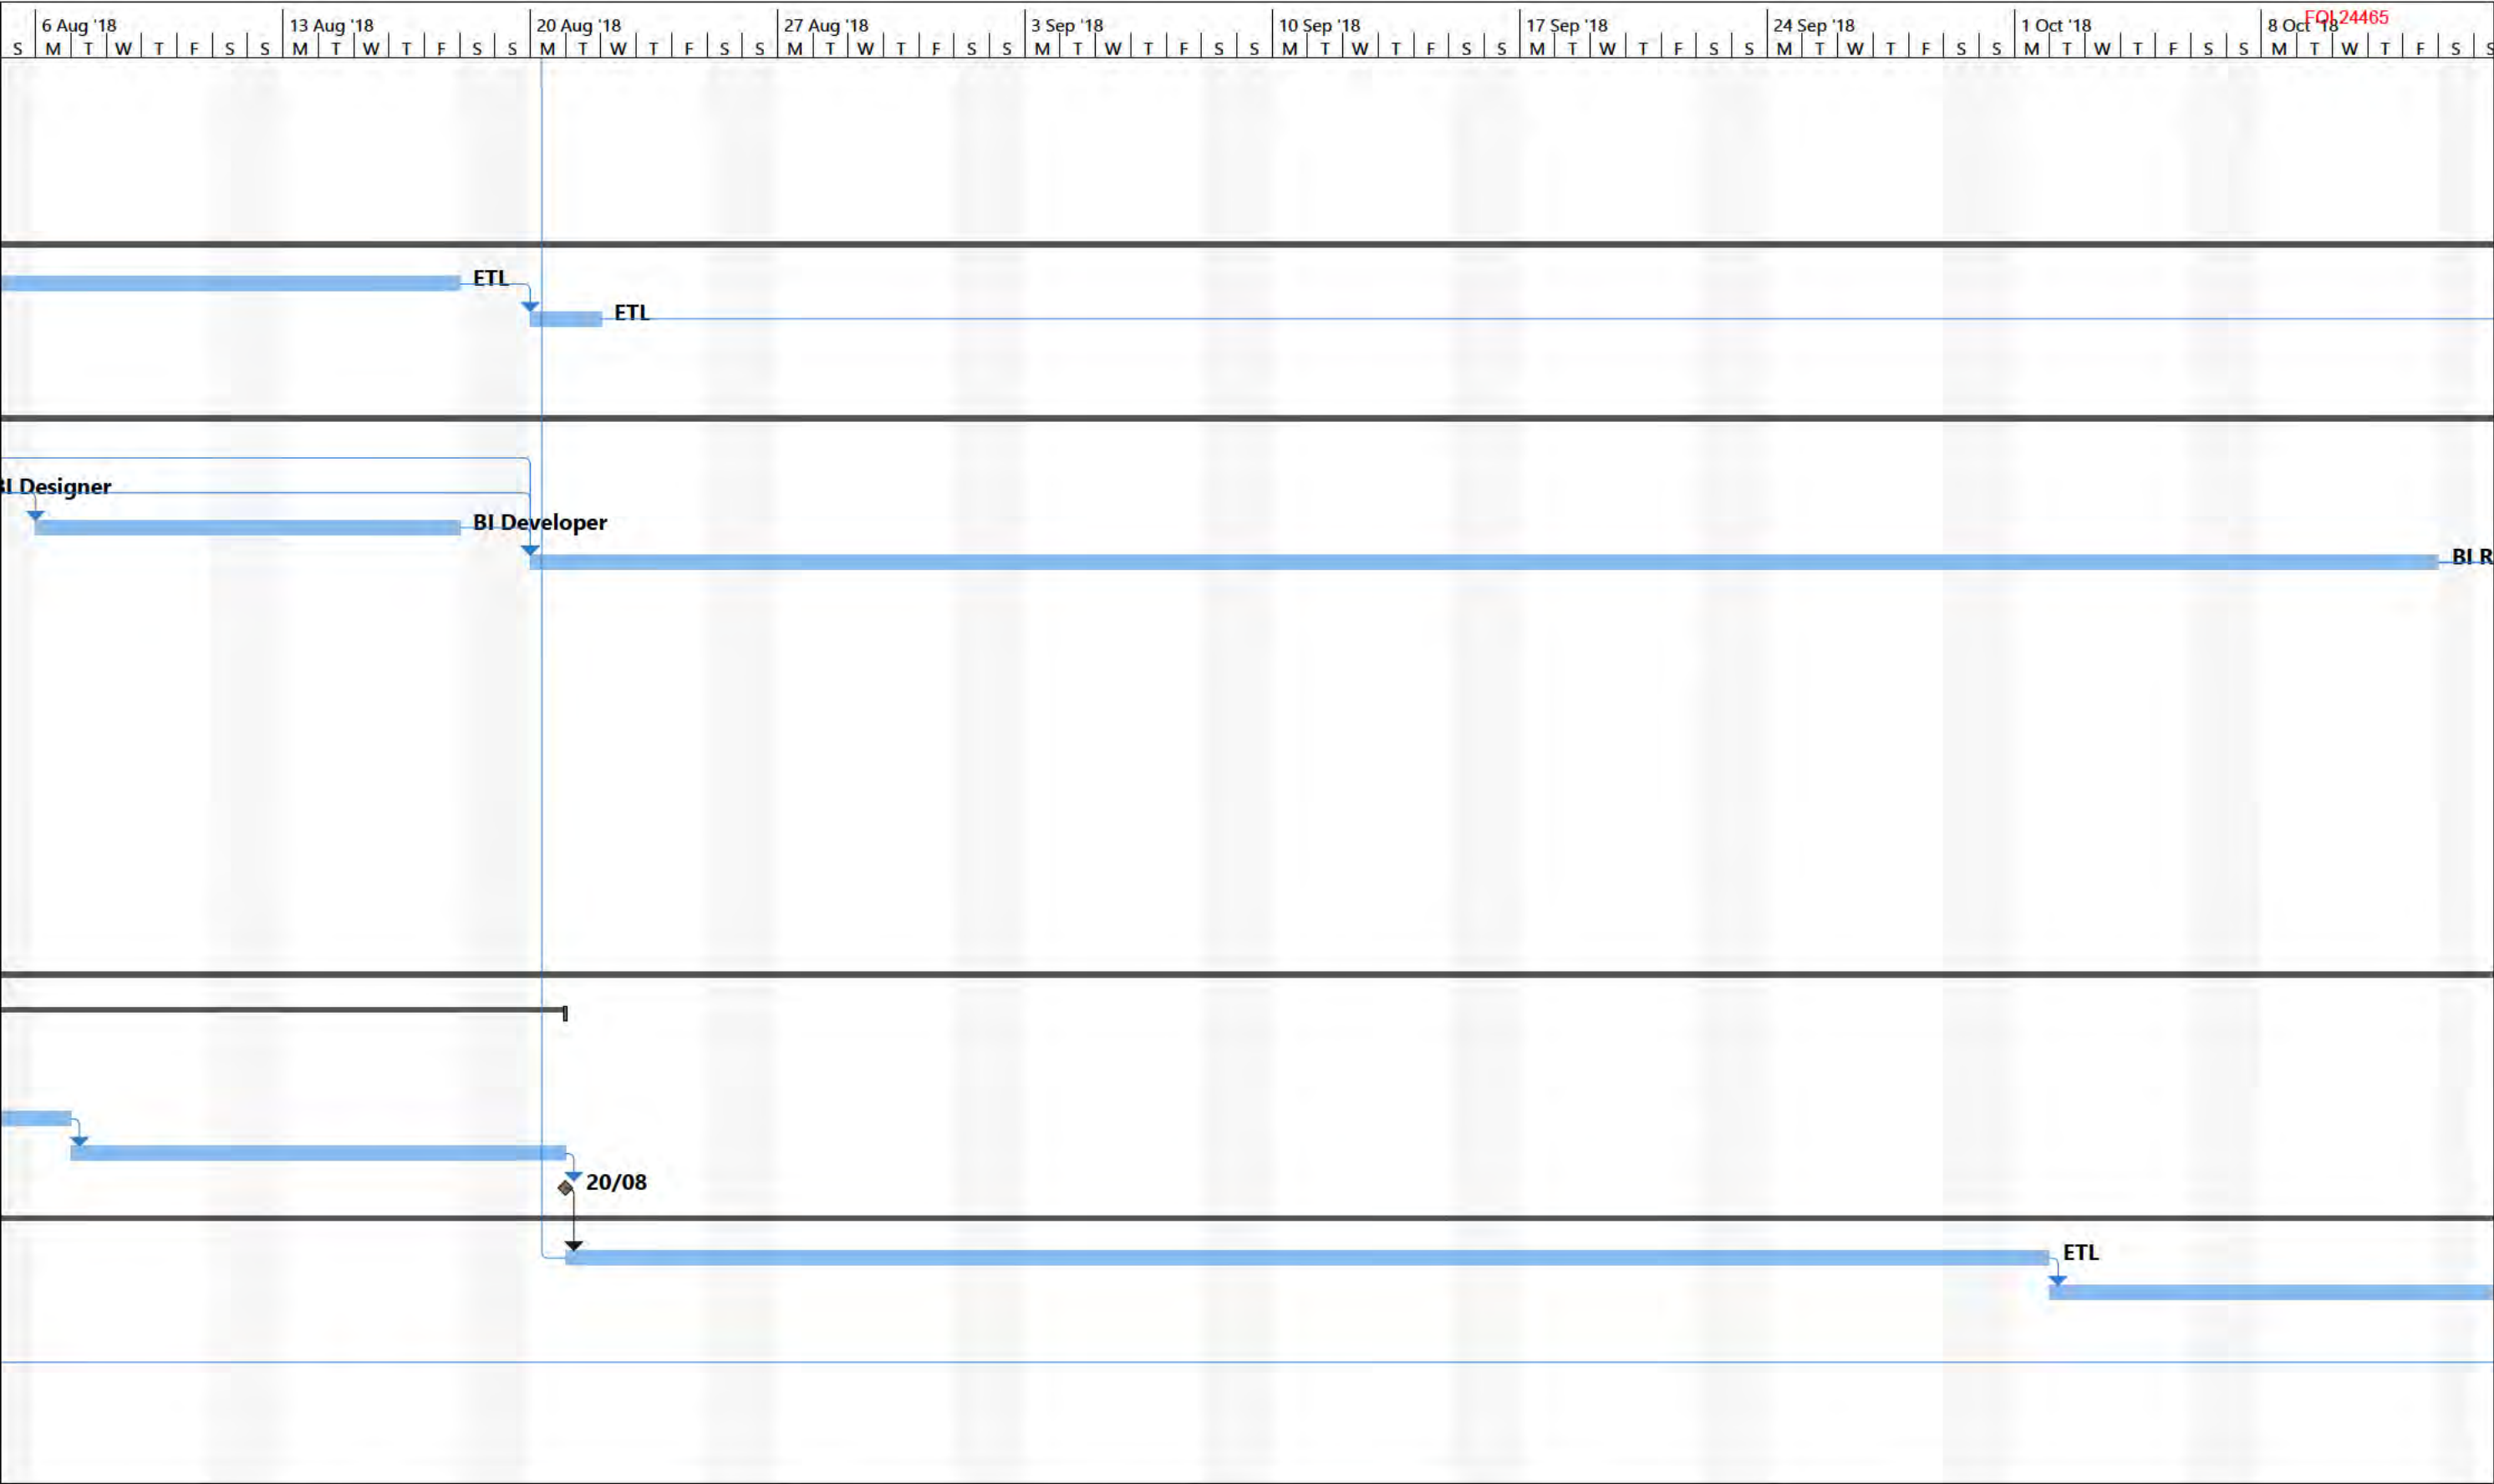 6 Aug '18 13 Aug '18 20 Aug '18 27 Aug '18 3 Sep '18 10 Sep '18 17 Sep '18 24 Sep '18 1 Oct '18 8 Oct '18 FOI 24465
S M T W T F S S M T W T F S S M T W T F S S M T W T F S S M T W T F S S M T W T F S S M T W T F S S M T W T F S S M T W T F S S M T W T F S S
ETL
ETL
BI Designer
BI Developer
BI R
20/08
ETL